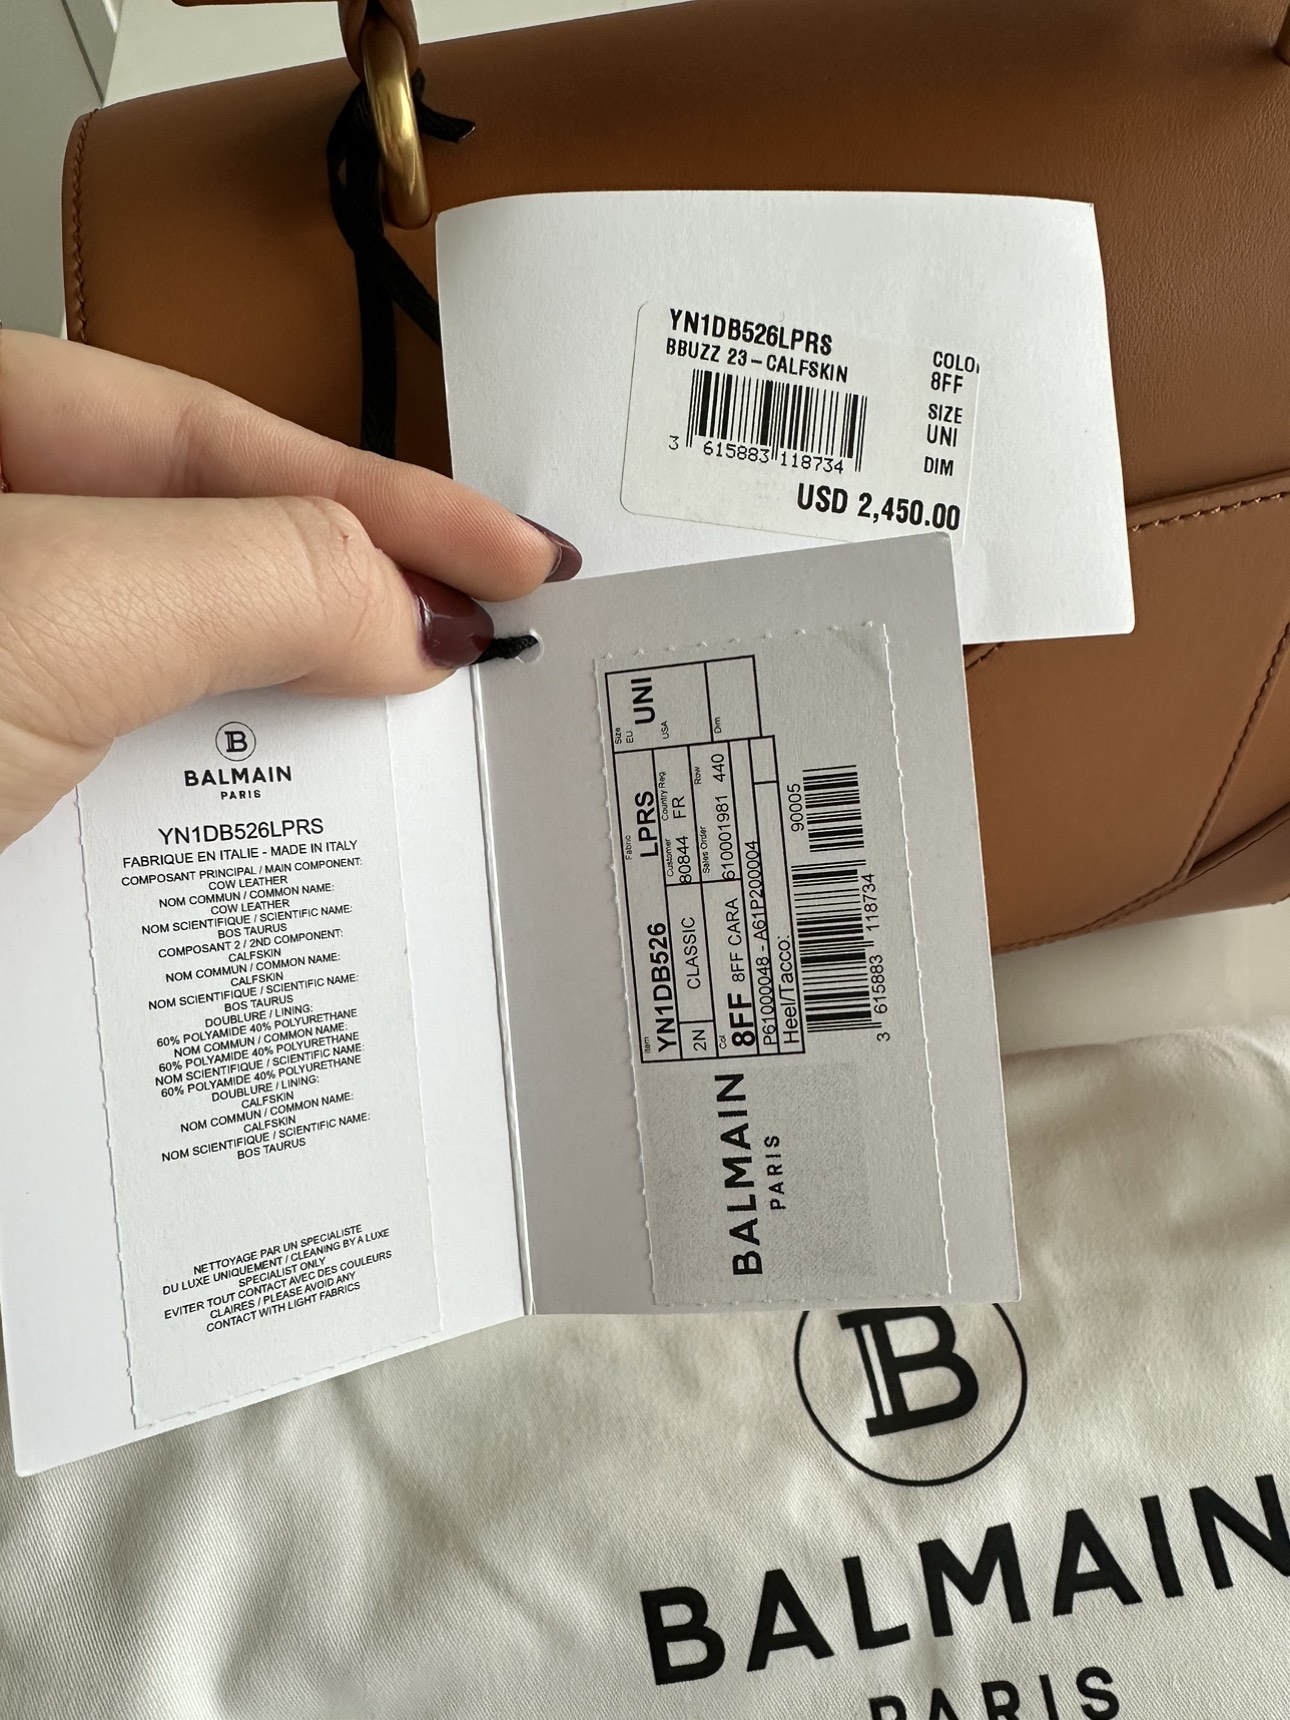 YN1DB526LPRS
BBUZZ 23-CALFSKIN
3 615883 118734
8FF
SIZE
UNI
DIM
USD 2,450.00
B
BALMAIN
PARIS
YN1DB526LPRS
FABRIQUE EN ITALIE - MADE IN ITALY
COMPOSANT PRINCIPAL / MAIN COMPONENT:
COW LEATHER
NOM COMMUN / COMMON NAME:
COW LEATHER
NOM SCIENTIFIQUE / SCIENTIFIC NAME:
BOS TAURUS
COMPOSANT 2 / 2ND COMPONENT:
CALFSKIN
NOM COMMUN / COMMON NAME:
CALFSKIN
NOM SCIENTIFIQUE / SCIENTIFIC NAME:
BOS TAURUS
DOUBLURE / LINING:
60% POLYAMIDE 40% POLYURETHANE
NOM COMMUN / COMMON NAME:
60% POLYAMIDE 40% POLYURETHANE
NOM SCIENTIFIQUE / SCIENTIFIC NAME:
60% POLYAMIDE 40% POLYURETHANE
DOUBLURE / LINING:
CALFSKIN
NOM COMMUN / COMMON NAME:
CALFSKIN
NOM SCIENTIFIQUE / SCIENTIFIC NAME:
BOS TAURUS
NETTOYAGE PAR UN SPECIALISTE
DU LUXE UNIQUEMENT / CLEANING BY A LUXE
SPECIALIST ONLY
EVITER TOUT CONTACT AVEC DES COULEURS
CLAIRES / PLEASE AVOID ANY
CONTACT WITH LIGHT FABRICS
BALMAIN
PARIS
Item Fabric Size
YN1DB526 LPRS EU UNI
Customer Country Reg USA
2N CLASSIC 80844 FR
Sales Order Row Dim
Col 610001981 440
8FF 8FF CARA
P61000048 - A61P200004
Heel/Tacco:
90005
3 615883 118734
B
BALMAIN
PARIS